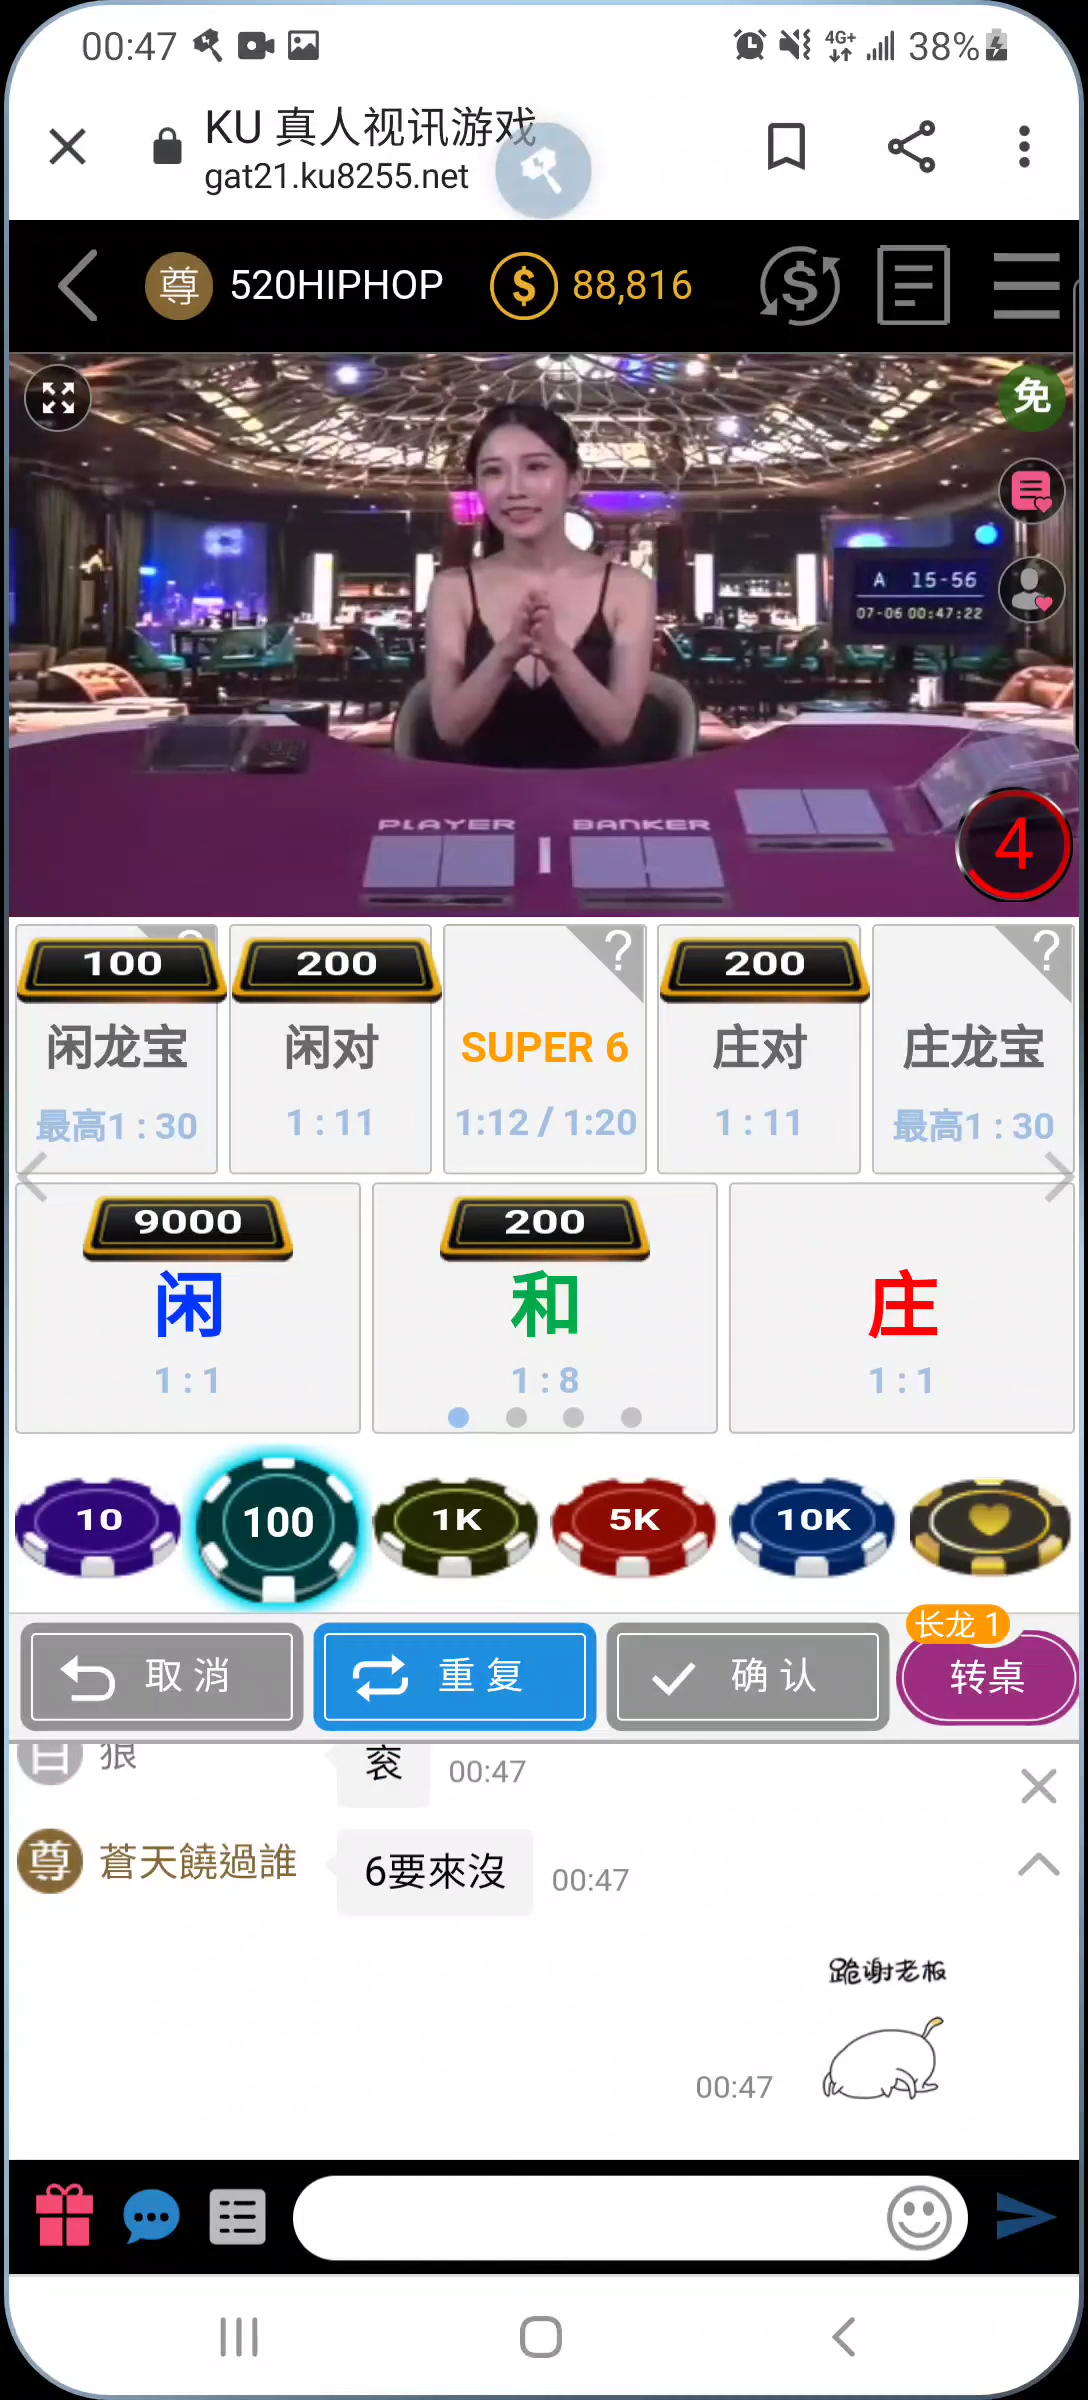 00:47
4G+
38%
KU 真人视讯游戏
gat21.ku8255.net
尊 520HIPHOP $ 88,816 $
免
A 15-56
07-06 00:47:22
PLAYER BANKER
4
100 200 200
? ? ?
闲龙宝 闲对 SUPER 6 庄对 庄龙宝
最高1 : 30 1 : 11 1:12 / 1:20 1 : 11 最高1 : 30
9000 200
闲 和 庄
1 : 1 1 : 8 1 : 1
10 100 1K 5K 10K
长龙 1
取消 重复 确认 转桌
狼 00:47
尊 蒼天饒過誰 6要來沒 00:47
跪谢老板
00:47